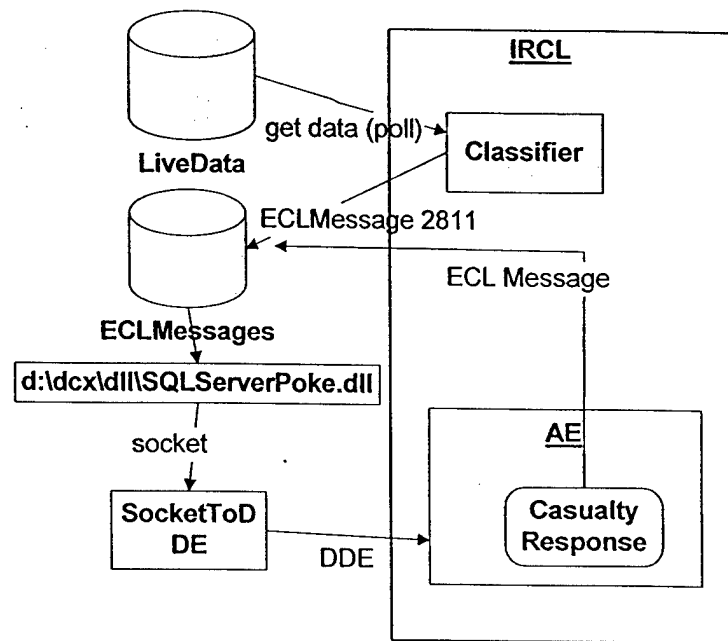 IRCL
get data (poll)
Classifier
LiveData
ECLMessage 2811
ECL Message
ECLMessages
d:\dcx\dll\SQLServerPoke.dll
socket
AE
SocketToD
DE
DDE
Casualty
Response